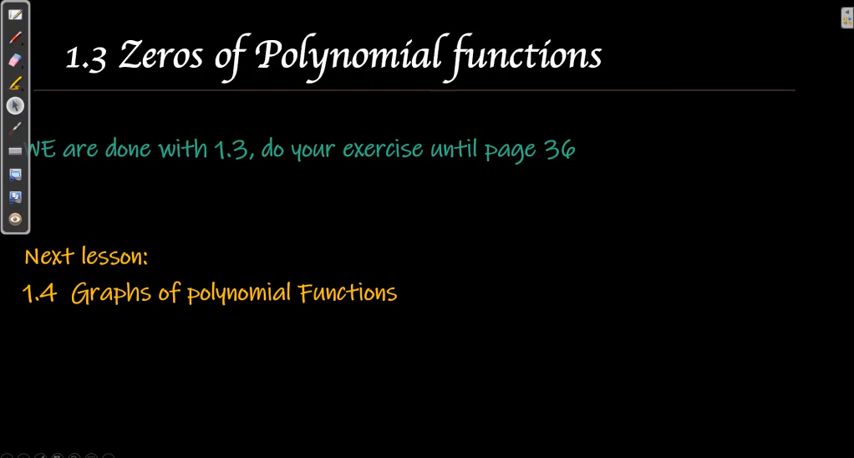 1.3 Zeros of Polynomial functions
WE are done with 1.3, do your exercise until page 36
Next lesson:
1.4 Graphs of polynomial Functions